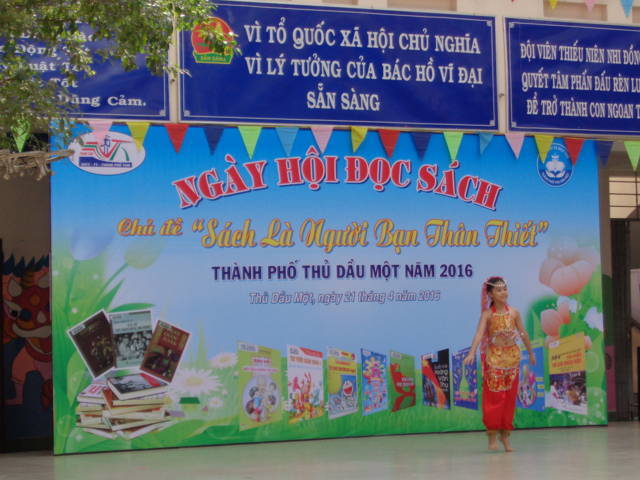 VÌ TỔ QUỐC XÃ HỘI CHỦ NGHĨA
VÌ LÝ TƯỞNG CỦA BÁC HỒ VĨ ĐẠI
SẴN SÀNG
SẴN SÀNG
ĐỘI VIÊN THIẾU NIÊN NHI ĐỒNG
QUYẾT TÂM PHẤN ĐẤU RÈN
ĐỂ TRỞ THÀNH CON NGOAN
Tốt
Dũng Cảm.
NGÀY HỘI ĐỌC SÁCH
Chủ đề "Sách Là Người Bạn Thân Thiết"
THÀNH PHỐ THỦ DẦU MỘT NĂM 2016
Thủ Dầu Một, ngày 21 tháng 4 năm 2016